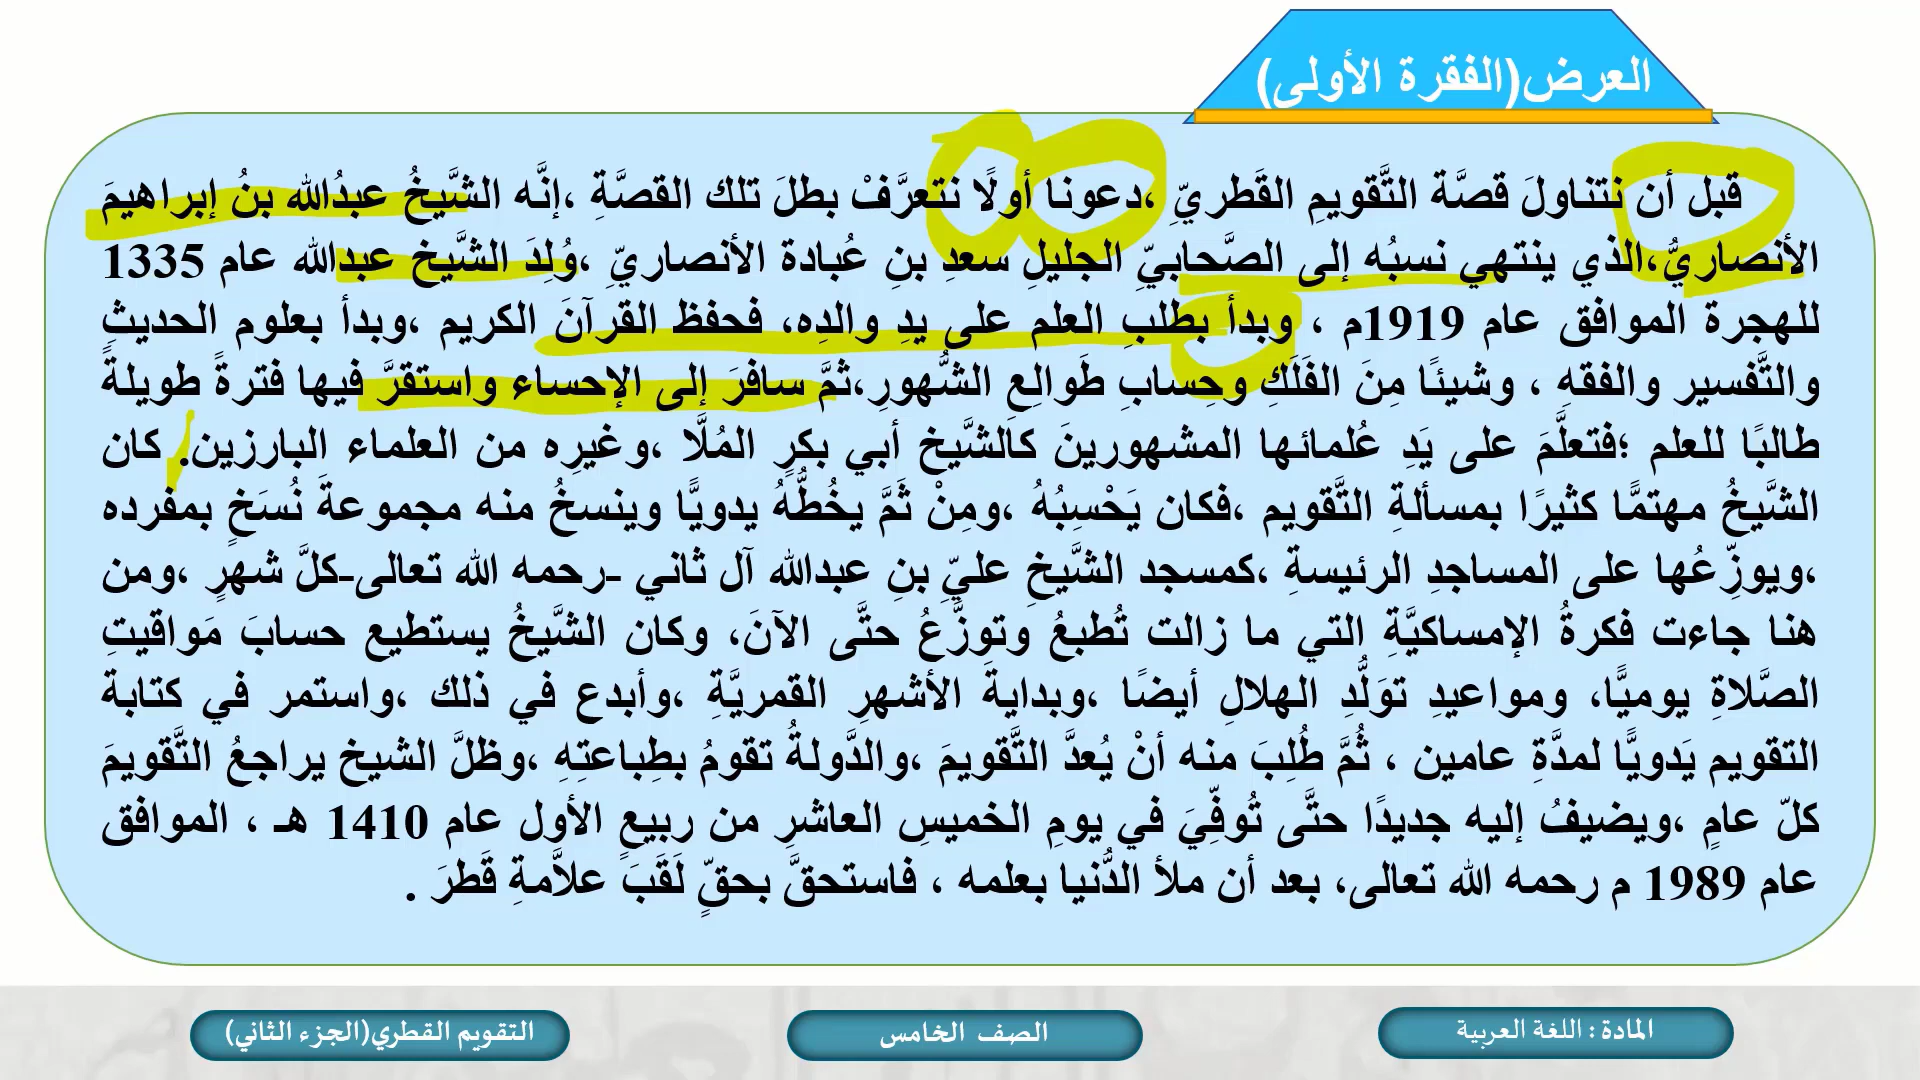 العرض(الفقرة الأولى)
قبل أن نتناولَ قصَّة التَّقويمِ القَطريِّ ،دعونا أولًا نتعرَّفْ بطلَ تلك القصَّةِ ،إنَّه الشَّيخُ عبدُالله بنُ إبراهيمَ
الأنصاريُّ،الذي ينتهي نسبُه إلى الصَّحابيِّ الجليلِ سعدِ بنِ عُبادة الأنصاريِّ ،وُلِدَ الشَّيخ عبدالله عام 1335
للهجرة الموافق عام 1919م ، وبدأ بطلبِ العلم على يدِ والدِه، فحفظ القرآنَ الكريم ،وبدأ بعلوم الحديثِ
والتَّفسير والفقهِ ، وشيئًا مِنَ الفَلَكِ وحِسابِ طَوالِعِ الشُّهورِ،ثمَّ سافرَ إلى الإحساء واستقرَّ فيها فترةً طويلةً
طالبًا للعلم ؛فتعلَّمَ على يَدِ عُلمائها المشهورينَ كالشَّيخ أبي بكرٍ المُلَّا ،وغيرِه من العلماء البارزين. كان
الشَّيخُ مهتمًّا كثيرًا بمسألةِ التَّقويم ،فكان يَحْسِبُهُ ،ومِنْ ثَمَّ يخُطُّهُ يدويًّا وينسخُ منه مجموعةَ نُسَخٍ بمفرده
،ويوزِّعُها على المساجدِ الرئيسةِ ،كمسجد الشَّيخِ عليِّ بنِ عبدالله آل ثاني -رحمه الله تعالى-كلَّ شهرٍ ،ومن
هنا جاءت فكرةُ الإمساكيَّةِ التي ما زالت تُطبعُ وتوزَّعُ حتَّى الآنَ، وكان الشَّيخُ يستطيع حسابَ مَواقيتِ
الصَّلاةِ يوميًّا، ومواعيدِ توَلُّدِ الهلالِ أيضًا ،وبدايةَ الأشهرِ القمريَّةِ ،وأبدع في ذلك ،واستمر في كتابة
التقويم يَدويًّا لمدَّةِ عامين ، ثُمَّ طُلِبَ منه أنْ يُعدَّ التَّقويمَ ،والدَّولةُ تقومُ بطِباعتِهِ ،وظلَّ الشيخ يراجعُ التَّقويمَ
كلّ عامٍ ،ويضيفُ إليه جديدًا حتَّى تُوفِّيَ في يومِ الخميسِ العاشرِ من ربيعٍ الأول عام 1410 هـ ، الموافق
عام 1989 م رحمه الله تعالى، بعد أن ملأ الدُّنيا بعلمه ، فاستحقَّ بحقٍّ لَقَبَ علاَّمةِ قَطرَ .
المادة : اللغة العربية
الصف الخامس
التقويم القطري(الجزء الثاني)